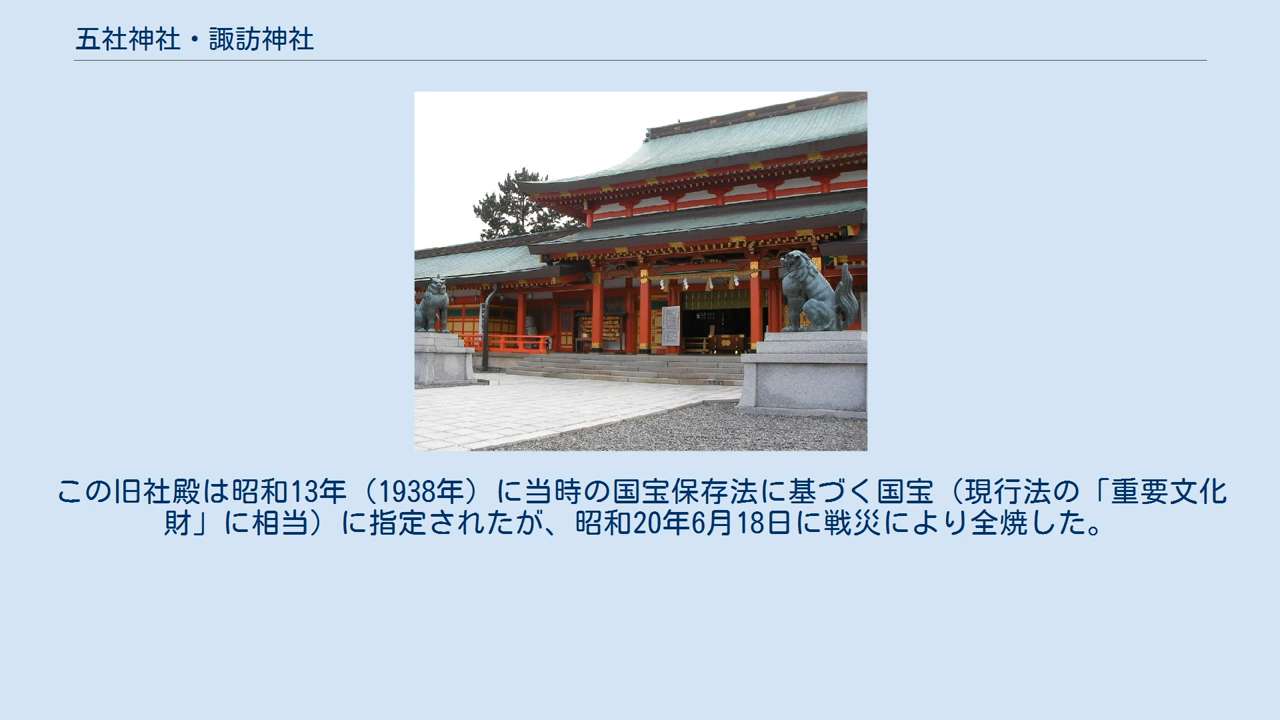 五社神社・諏訪神社
この旧社殿は昭和13年（1938年）に当時の国宝保存法に基づく国宝（現行法の「重要文化
財」に相当）に指定されたが、昭和20年6月18日に戦災により全焼した。